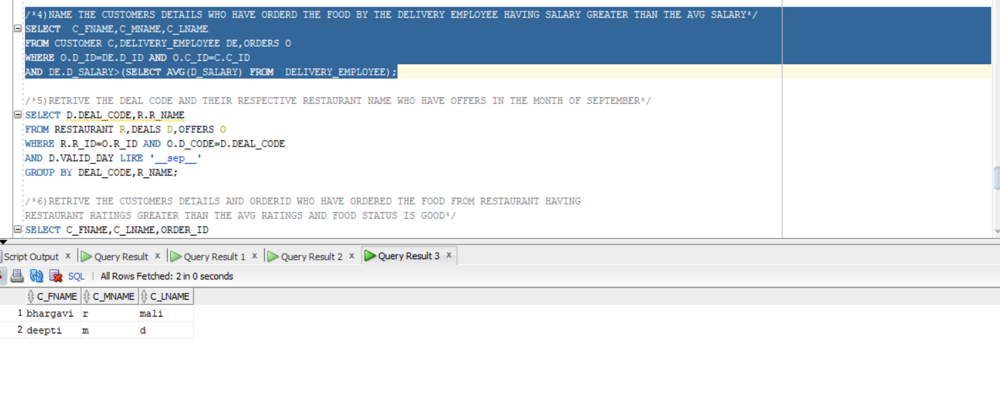 /*4)NAME THE CUSTOMERS DETAILS WHO HAVE ORDERD THE FOOD BY THE DELIVERY EMPLOYEE HAVING SALARY GREATER THAN THE AVG SALARY*/
SELECT  C_FNAME,C_MNAME,C_LNAME
FROM CUSTOMER C,DELIVERY_EMPLOYEE DE,ORDERS O
WHERE O.D_ID=DE.D_ID AND O.C_ID=C.C_ID
AND DE.D_SALARY>(SELECT AVG(D_SALARY) FROM  DELIVERY_EMPLOYEE);
/*5)RETRIVE THE DEAL CODE AND THEIR RESPECTIVE RESTAURANT NAME WHO HAVE OFFERS IN THE MONTH OF SEPTEMBER*/
SELECT D.DEAL_CODE,R.R_NAME
FROM RESTAURANT R,DEALS D,OFFERS O
WHERE R.R_ID=O.R_ID AND O.D_CODE=D.DEAL_CODE
AND D.VALID_DAY LIKE '__sep__'
GROUP BY DEAL_CODE,R_NAME;
/*6)RETRIVE THE CUSTOMERS DETAILS AND ORDERID WHO HAVE ORDERED THE FOOD FROM RESTAURANT HAVING
RESTAURANT RATINGS GREATER THAN THE AVG RATINGS AND FOOD STATUS IS GOOD*/
SELECT C_FNAME,C_LNAME,ORDER_ID
Script Output x Query Result x Query Result 1 x Query Result 2 x Query Result 3 x
SQL | All Rows Fetched: 2 in 0 seconds
C_FNAME C_MNAME C_LNAME
1 bhargavi r mali
2 deepti m d